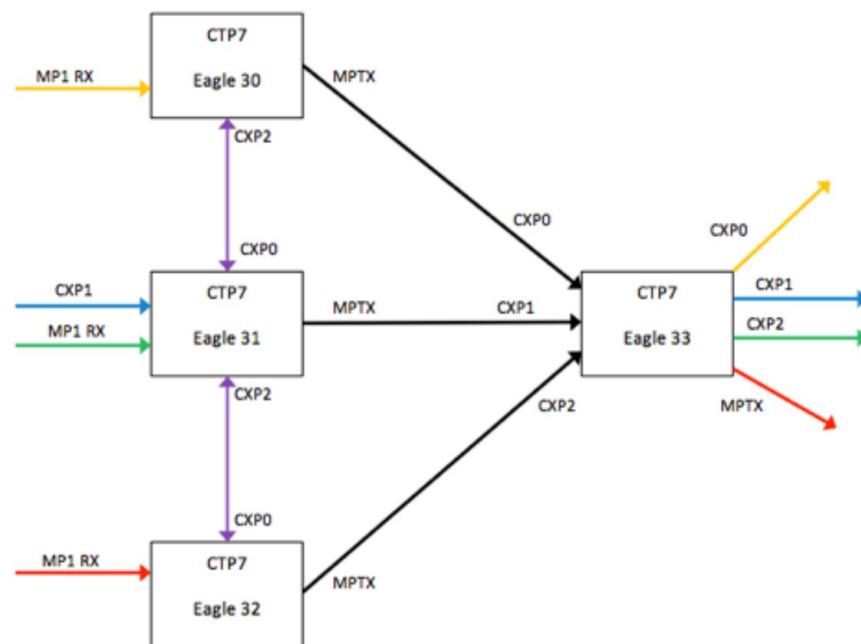 CTP7
Eagle 30
MP1 RX
MPTX
CXP2
CXP0
CXP0
CXP0
CTP7
Eagle 31
CXP1
MP1 RX
MPTX
CXP1
CTP7
Eagle 33
CXP1
CXP2
CXP2
CXP2
MPTX
CXP0
CTP7
Eagle 32
MP1 RX
MPTX